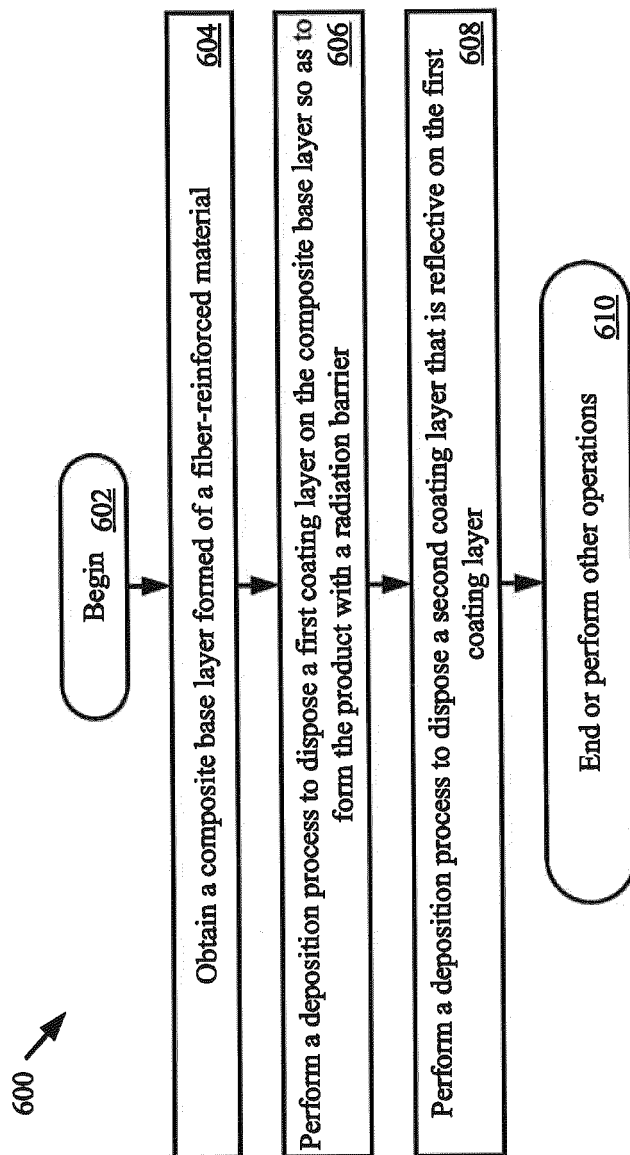 600
Begin 602
Obtain a composite base layer formed of a fiber-reinforced material
604
Perform a deposition process to dispose a first coating layer on the composite base layer so as to
form the product with a radiation barrier
606
Perform a deposition process to dispose a second coating layer that is reflective on the first
coating layer
608
End or perform other operations
610